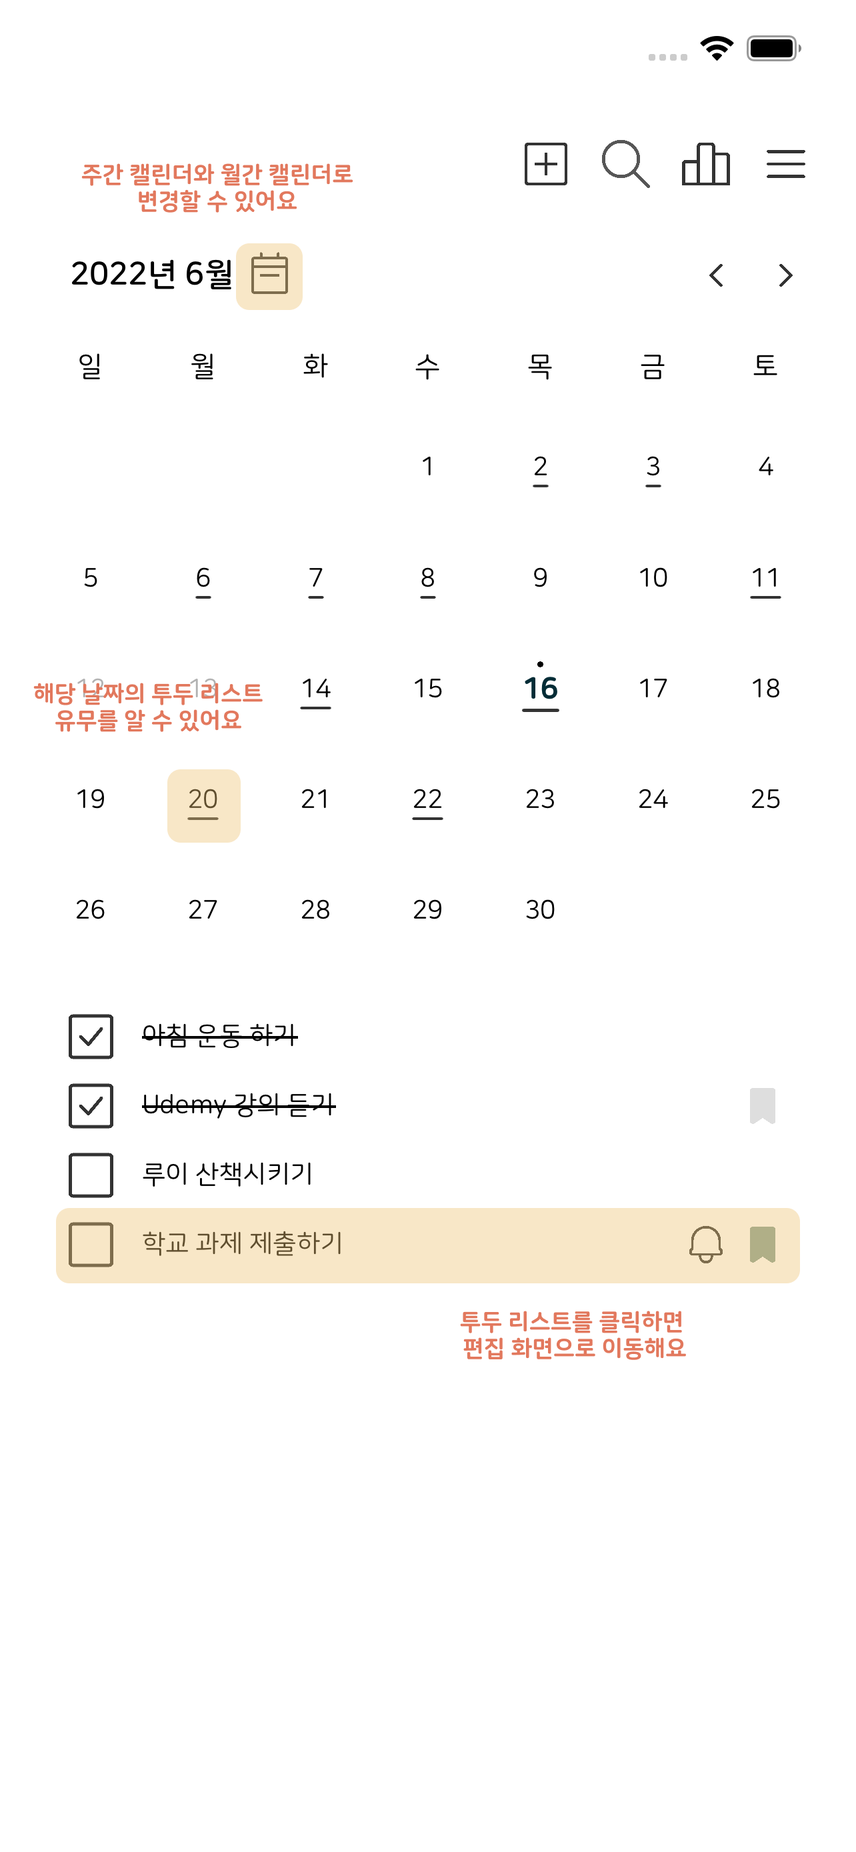 주간 캘린더와 월간 캘린더로
변경할 수 있어요
2022년 6월
일 월 화 수 목 금 토
1 2 3 4
5 6 7 8 9 10 11
12 13 14 15 16 17 18
해당 날짜의 투두 리스트
유무를 알 수 있어요
19 20 21 22 23 24 25
26 27 28 29 30
아침 운동 하기
Udemy 강의 듣기
루이 산책시키기
학교 과제 제출하기
투두 리스트를 클릭하면
편집 화면으로 이동해요